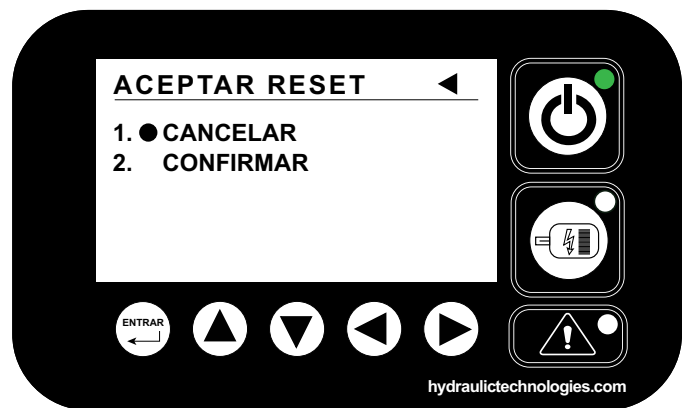 ACEPTAR RESET
1. ● CANCELAR
2. CONFIRMAR
ENTRAR
hydraulictechnologies.com